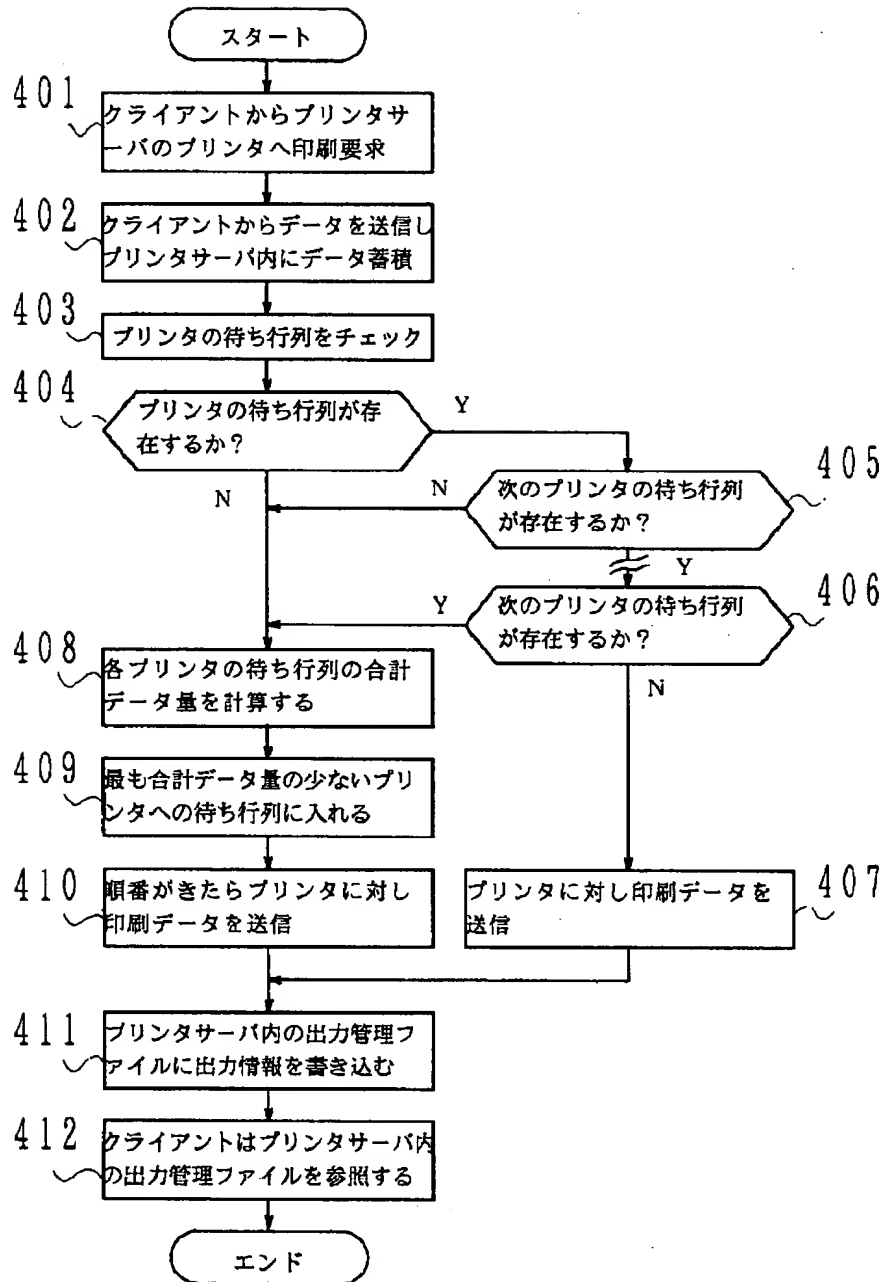 スタート
401
クライアントからプリンタサ
ーバのプリンタへ印刷要求
402
クライアントからデータを送信し
プリンタサーバ内にデータ蓄積
403
プリンタの待ち行列をチェック
404
プリンタの待ち行列が存
在するか？
Y
N
405
次のプリンタの待ち行列
が存在するか？
N
Y
406
次のプリンタの待ち行列
が存在するか？
Y
N
408
各プリンタの待ち行列の合計
データ量を計算する
409
最も合計データ量の少ないプリ
ンタへの待ち行列に入れる
410
順番がきたらプリンタに対し
印刷データを送信
407
プリンタに対し印刷データを
送信
411
プリンタサーバ内の出力管理フ
ァイルに出力情報を書き込む
412
クライアントはプリンタサーバ内
の出力管理ファイルを参照する
エンド